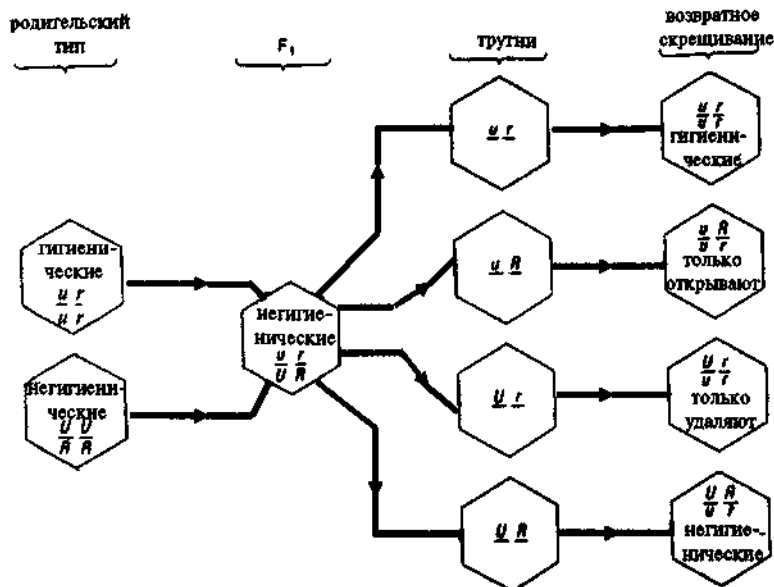 родительский
тип
F₁
трутни
возвратное
скрещивание
u r
u r
u r
гигиени-
ческие
гигиени-
ческие
u r
u r
u R
u R
u r
только
открывают
негигие-
нические
u r
U R
Негигиени-
ческие
U U
R R
U r
U r
u r
только
удаляют
U R
U R
u r
негигие-
нические